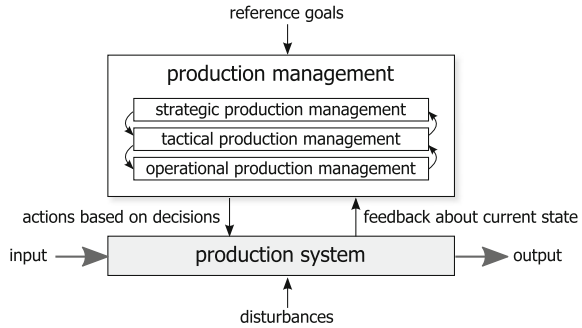 reference goals
production management
strategic production management
tactical production management
operational production management
actions based on decisions
feedback about current state
input
production system
output
disturbances